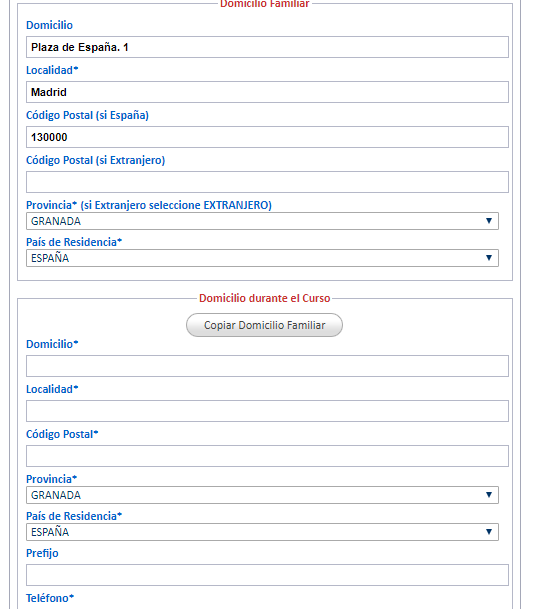 Domicilio Familiar
Domicilio
Plaza de España. 1
Localidad*
Madrid
Código Postal (si España)
130000
Código Postal (si Extranjero)
Provincia* (si Extranjero seleccione EXTRANJERO)
GRANADA
País de Residencia*
ESPAÑA
Domicilio durante el Curso
Copiar Domicilio Familiar
Domicilio*
Localidad*
Código Postal*
Provincia*
GRANADA
País de Residencia*
ESPAÑA
Prefijo
Teléfono*